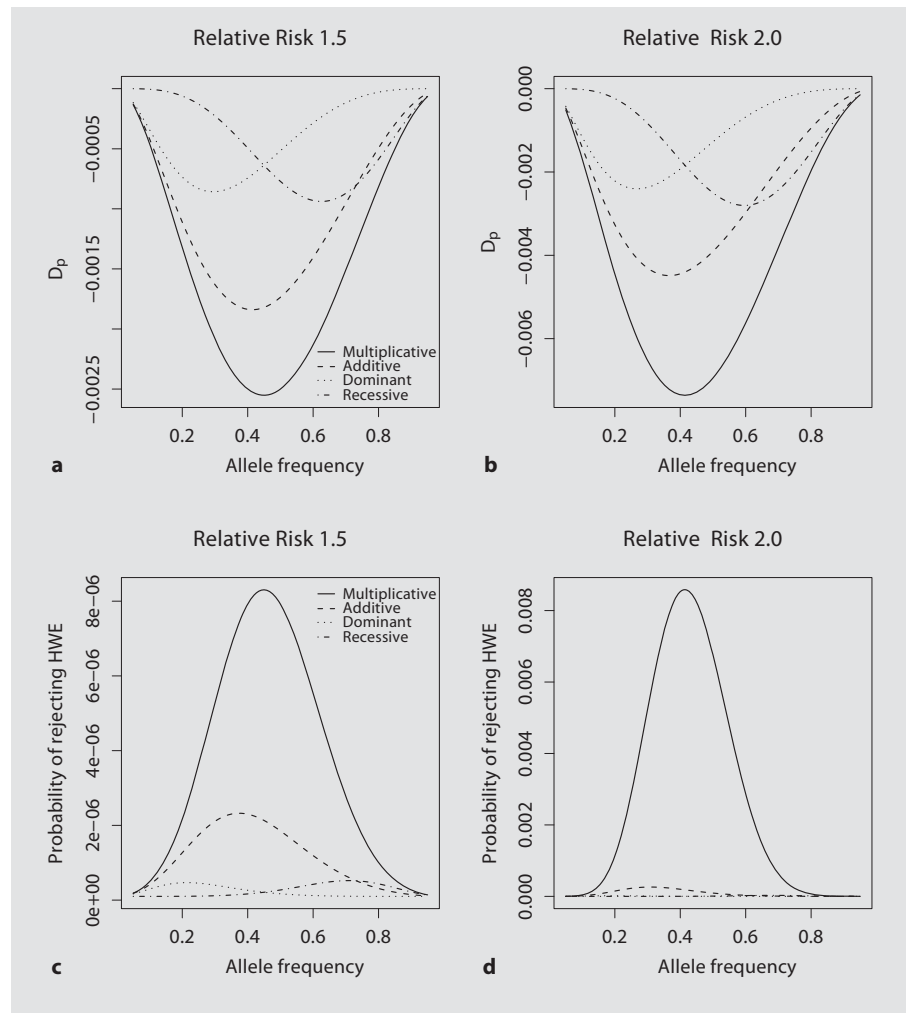 Relative Risk 1.5
Dp
−0.0005
−0.0015
−0.0025
Multiplicative
Additive
Dominant
Recessive
0.2 0.4 0.6 0.8
a
Allele frequency
Relative Risk 2.0
Dp
0.000
−0.002
−0.004
−0.006
0.2 0.4 0.6 0.8
b
Allele frequency
Relative Risk 1.5
Probability of rejecting HWE
8e−06
6e−06
4e−06
2e−06
0e+00
Multiplicative
Additive
Dominant
Recessive
0.2 0.4 0.6 0.8
c
Allele frequency
Relative Risk 2.0
Probability of rejecting HWE
0.008
0.006
0.004
0.002
0.000
0.2 0.4 0.6 0.8
d
Allele frequency